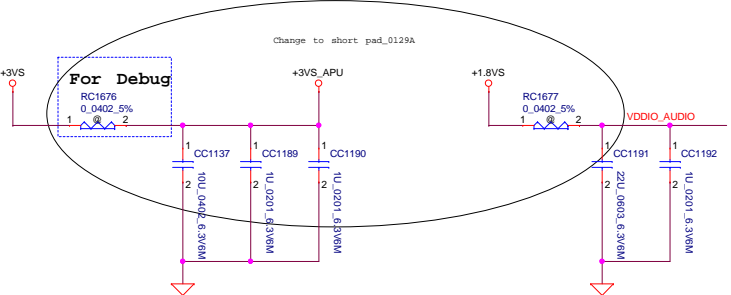 Change to short pad_0129A
+3VS
For Debug
+3VS_APU
+1.8VS
RC1676
0_0402_5%
1
@
2
RC1677
0_0402_5%
1
@
2
VDDIO_AUDIO
1
CC1137
2
10U_0402_6.3V6M
1
CC1189
2
1U_0201_6.3V6M
1
CC1190
2
1U_0201_6.3V6M
1
CC1191
2
22U_0603_6.3V6M
1
CC1192
2
1U_0201_6.3V6M